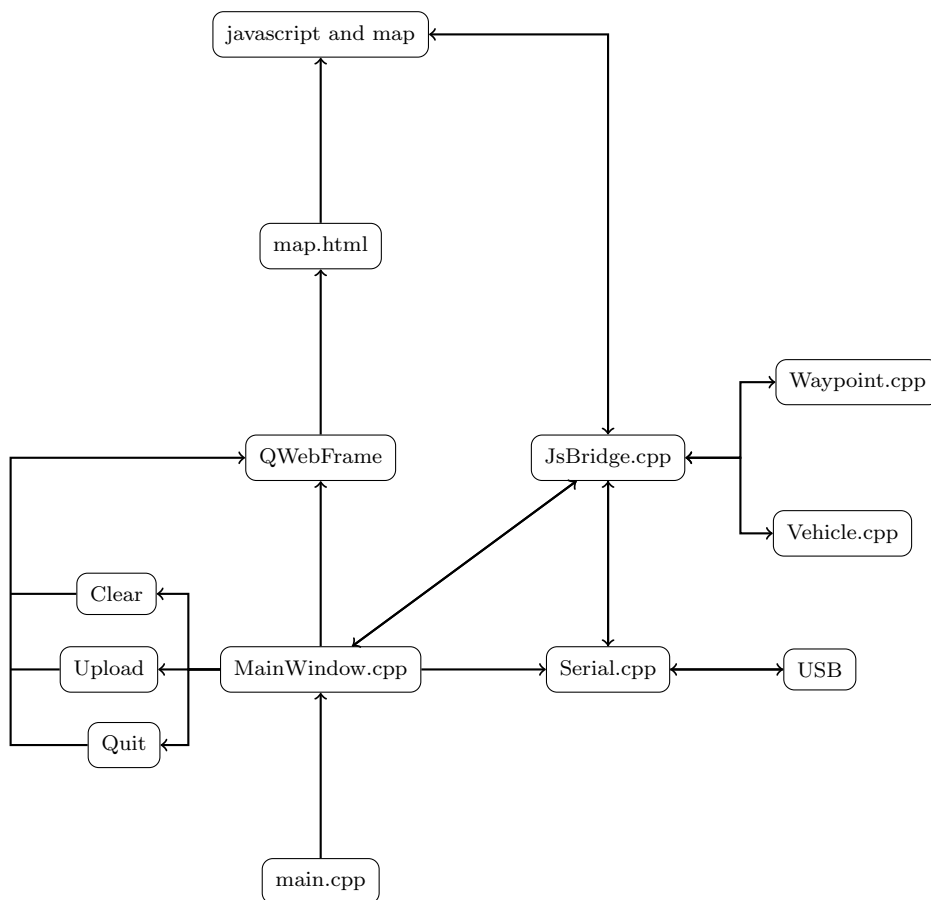 javascript and map
map.html
Waypoint.cpp
QWebFrame
JsBridge.cpp
Vehicle.cpp
Clear
Upload
MainWindow.cpp
Serial.cpp
USB
Quit
main.cpp